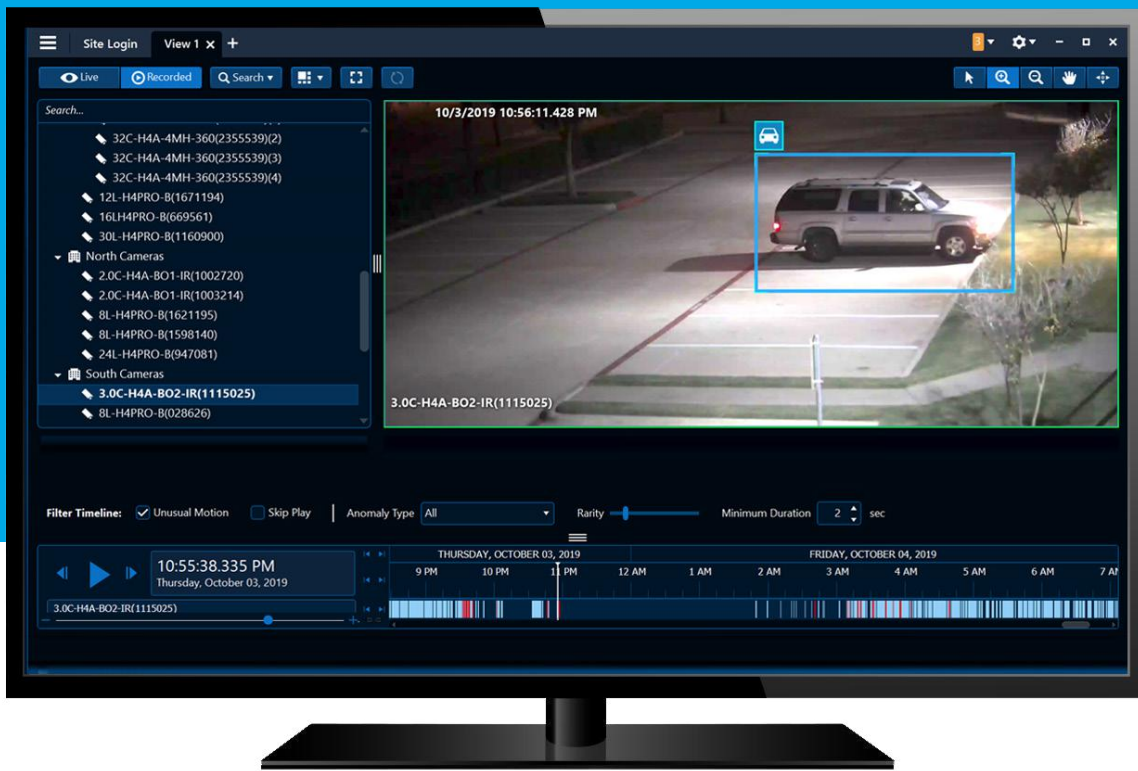 Site Login
View 1
3
Live
Recorded
Search
Search...
32C-H4A-4MH-360(2355539)(2)
32C-H4A-4MH-360(2355539)(3)
32C-H4A-4MH-360(2355539)(4)
12L-H4PRO-B(1671194)
16LH4PRO-B(669561)
30L-H4PRO-B(1160900)
North Cameras
2.0C-H4A-BO1-IR(1002720)
2.0C-H4A-BO1-IR(1003214)
8L-H4PRO-B(1621195)
8L-H4PRO-B(1598140)
24L-H4PRO-B(947081)
South Cameras
3.0C-H4A-BO2-IR(1115025)
8L-H4PRO-B(028626)
10/3/2019 10:56:11.428 PM
3.0C-H4A-BO2-IR(1115025)
Filter Timeline: Unusual Motion Skip Play Anomaly Type All Rarity Minimum Duration 2 sec
10:55:38.335 PM
Thursday, October 03, 2019
3.0C-H4A-BO2-IR(1115025)
THURSDAY, OCTOBER 03, 2019 FRIDAY, OCTOBER 04, 2019
9 PM 10 PM 11 PM 12 AM 1 AM 2 AM 3 AM 4 AM 5 AM 6 AM 7 AM